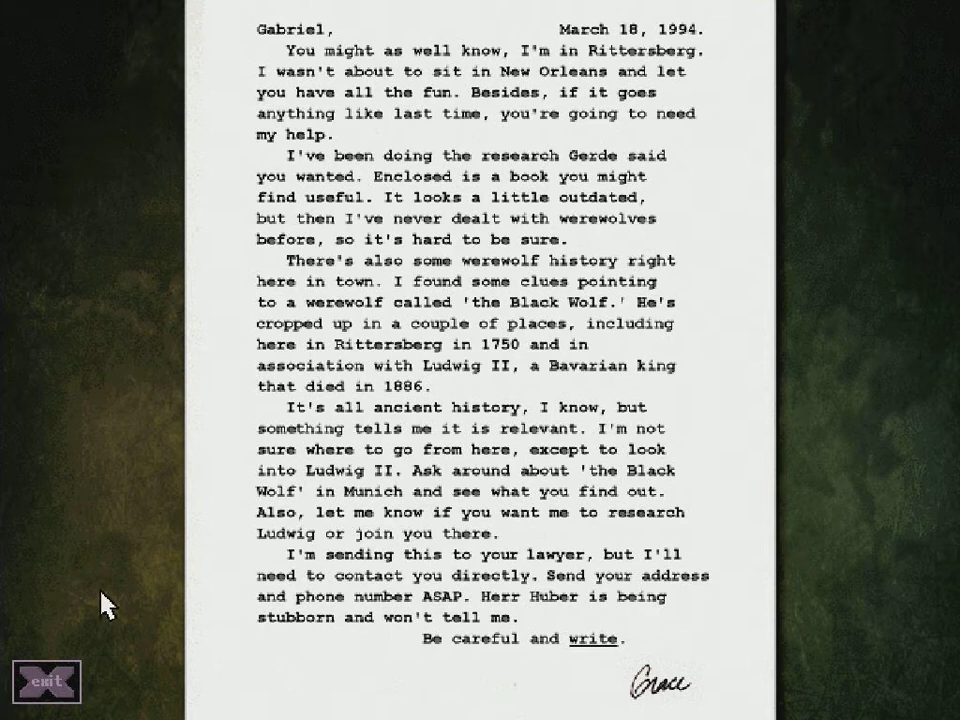 Gabriel, March 18, 1994.
You might as well know, I'm in Rittersberg.
I wasn't about to sit in New Orleans and let
you have all the fun. Besides, if it goes
anything like last time, you're going to need
my help.
I've been doing the research Gerde said
you wanted. Enclosed is a book you might
find useful. It looks a little outdated,
but then I've never dealt with werewolves
before, so it's hard to be sure.
There's also some werewolf history right
here in town. I found some clues pointing
to a werewolf called 'the Black Wolf.' He's
cropped up in a couple of places, including
here in Rittersberg in 1750 and in
association with Ludwig II, a Bavarian king
that died in 1886.
It's all ancient history, I know, but
something tells me it is relevant. I'm not
sure where to go from here, except to look
into Ludwig II. Ask around about 'the Black
Wolf' in Munich and see what you find out.
Also, let me know if you want me to research
Ludwig or join you there.
I'm sending this to your lawyer, but I'll
need to contact you directly. Send your address
and phone number ASAP. Herr Huber is being
stubborn and won't tell me.
Be careful and write.
Grace
exit